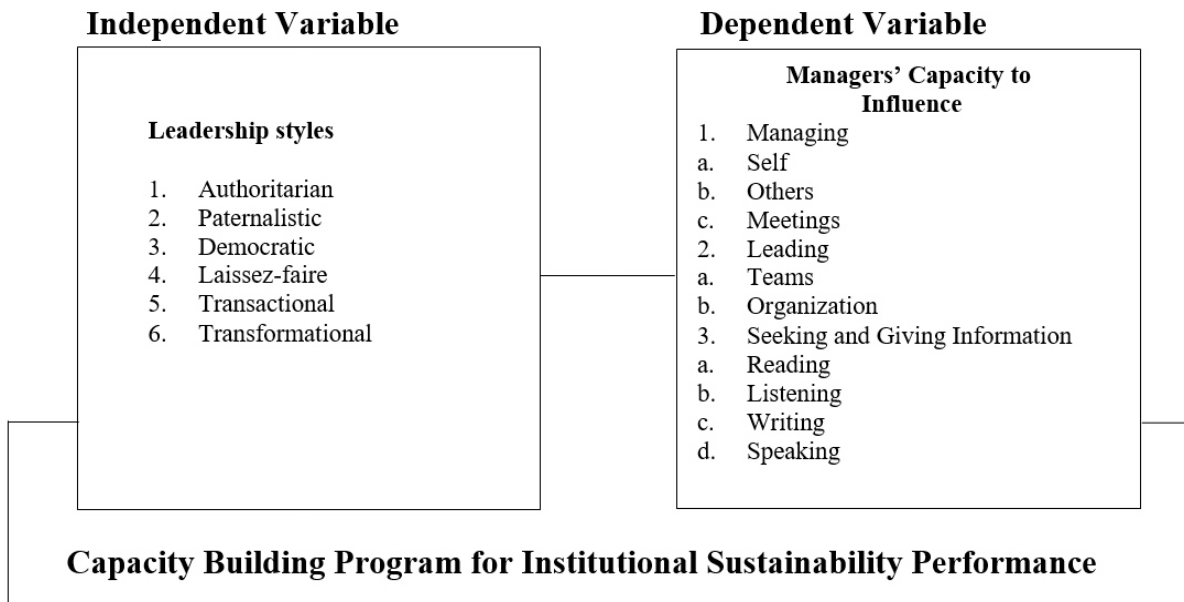 Independent Variable
Leadership styles
1. Authoritarian
2. Paternalistic
3. Democratic
4. Laissez-faire
5. Transactional
6. Transformational
Dependent Variable
Managers’ Capacity to
Influence
1. Managing
a. Self
b. Others
c. Meetings
2. Leading
a. Teams
b. Organization
3. Seeking and Giving Information
a. Reading
b. Listening
c. Writing
d. Speaking
Capacity Building Program for Institutional Sustainability Performance